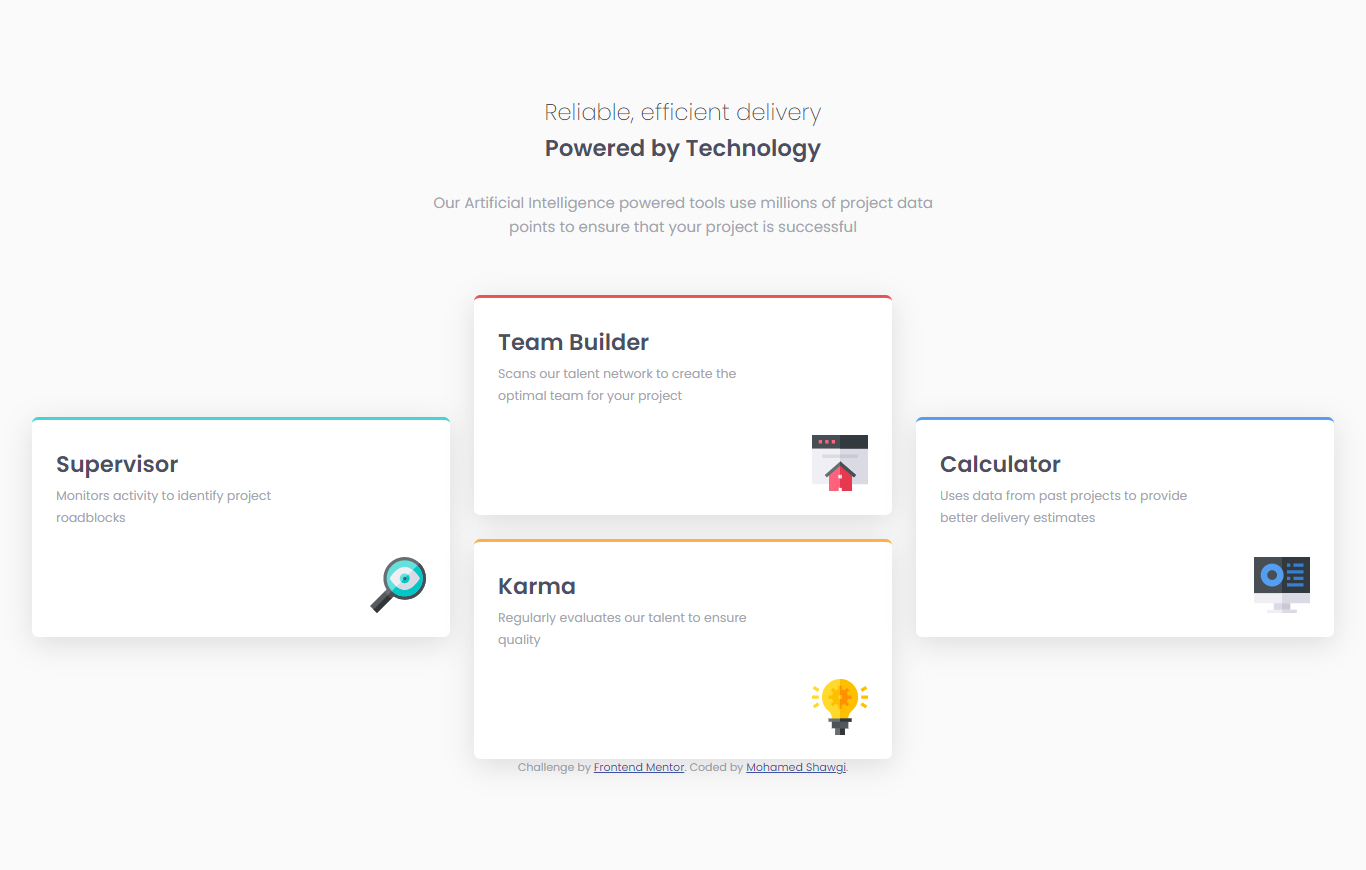 Reliable, efficient delivery
Powered by Technology
Our Artificial Intelligence powered tools use millions of project data
points to ensure that your project is successful
Team Builder
Scans our talent network to create the
optimal team for your project
Supervisor
Monitors activity to identify project
roadblocks
Calculator
Uses data from past projects to provide
better delivery estimates
Karma
Regularly evaluates our talent to ensure
quality
Challenge by Frontend Mentor. Coded by Mohamed Shawgi.